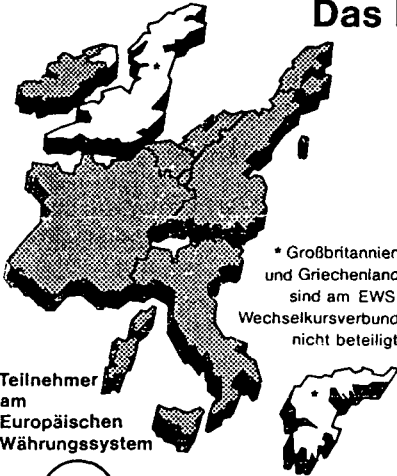 Das
* Großbritannien
und Griechenland
sind am EWS-
Wechselkursverbund
nicht beteiligt
Teilnehmer
am
Europäischen
Währungssystem